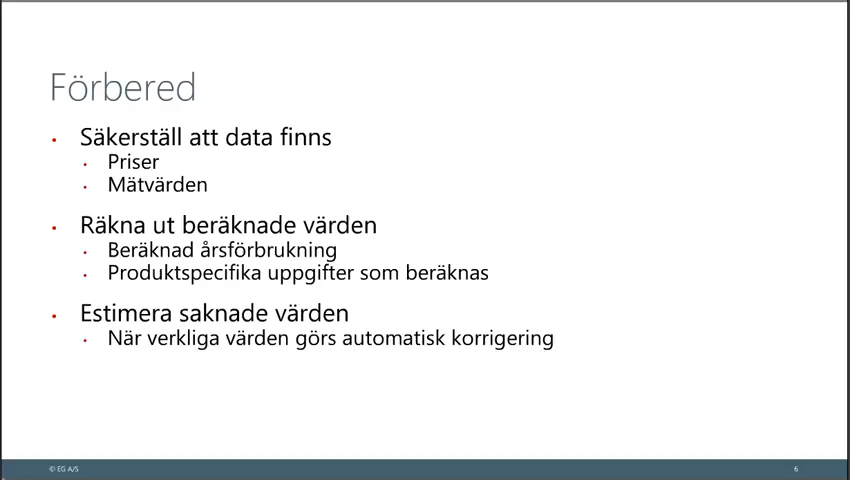 Förbered
• Säkerställ att data finns
• Priser
• Mätvärden
• Räkna ut beräknade värden
• Beräknad årsförbrukning
• Produktspecifika uppgifter som beräknas
• Estimera saknade värden
• När verkliga värden görs automatisk korrigering
© EG A/S
6